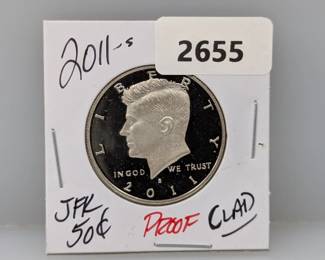 2011-s
2655
LIBERTY
IN GOD WE TRUST
S
2011
JFK
50¢
PROOF
CLAD